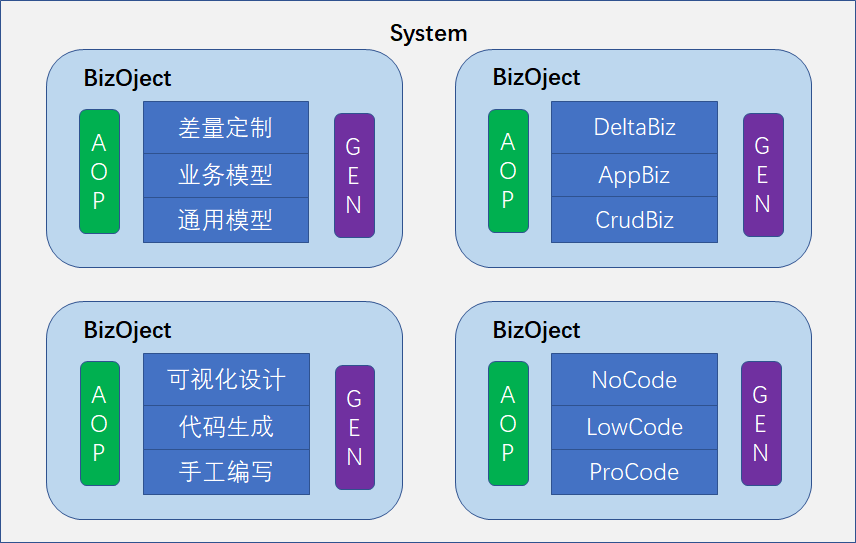 System
BizOject
AOP
差量定制
业务模型
通用模型
GEN
BizOject
AOP
DeltaBiz
AppBiz
CrudBiz
GEN
BizOject
AOP
可视化设计
代码生成
手工编写
GEN
BizOject
AOP
NoCode
LowCode
ProCode
GEN